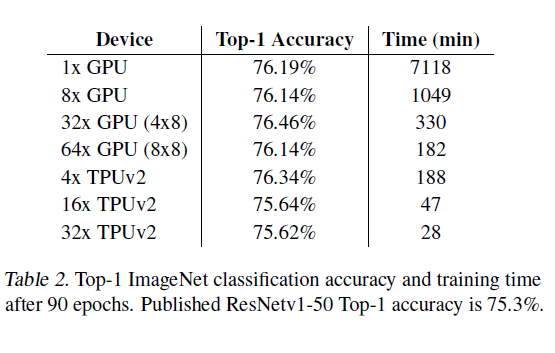 Device Top-1 Accuracy Time (min)
1x GPU 76.19% 7118
8x GPU 76.14% 1049
32x GPU (4x8) 76.46% 330
64x GPU (8x8) 76.14% 182
4x TPUv2 76.34% 188
16x TPUv2 75.64% 47
32x TPUv2 75.62% 28
Table 2. Top-1 ImageNet classification accuracy and training time
after 90 epochs. Published ResNetv1-50 Top-1 accuracy is 75.3%.